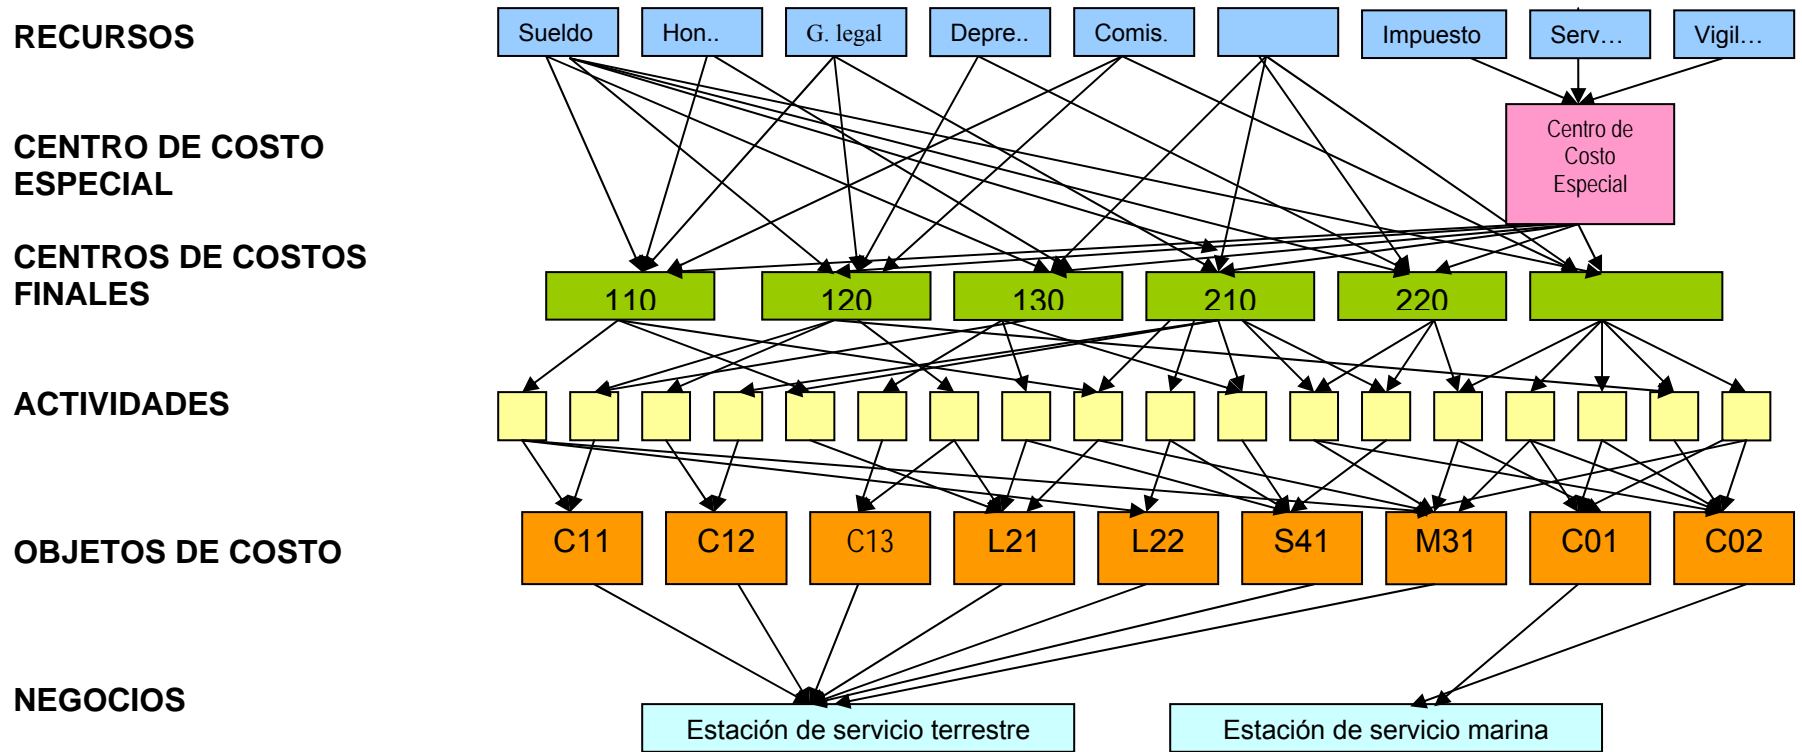 RECURSOS
Sueldo
Hon..
G. legal
Depre..
Comis.
Impuesto
Serv…
Vigil…
CENTRO DE COSTO
ESPECIAL
Centro de
Costo
Especial
CENTROS DE COSTOS
FINALES
110
120
130
210
220
ACTIVIDADES
OBJETOS DE COSTO
C11
C12
C13
L21
L22
S41
M31
C01
C02
NEGOCIOS
Estación de servicio terrestre
Estación de servicio marina